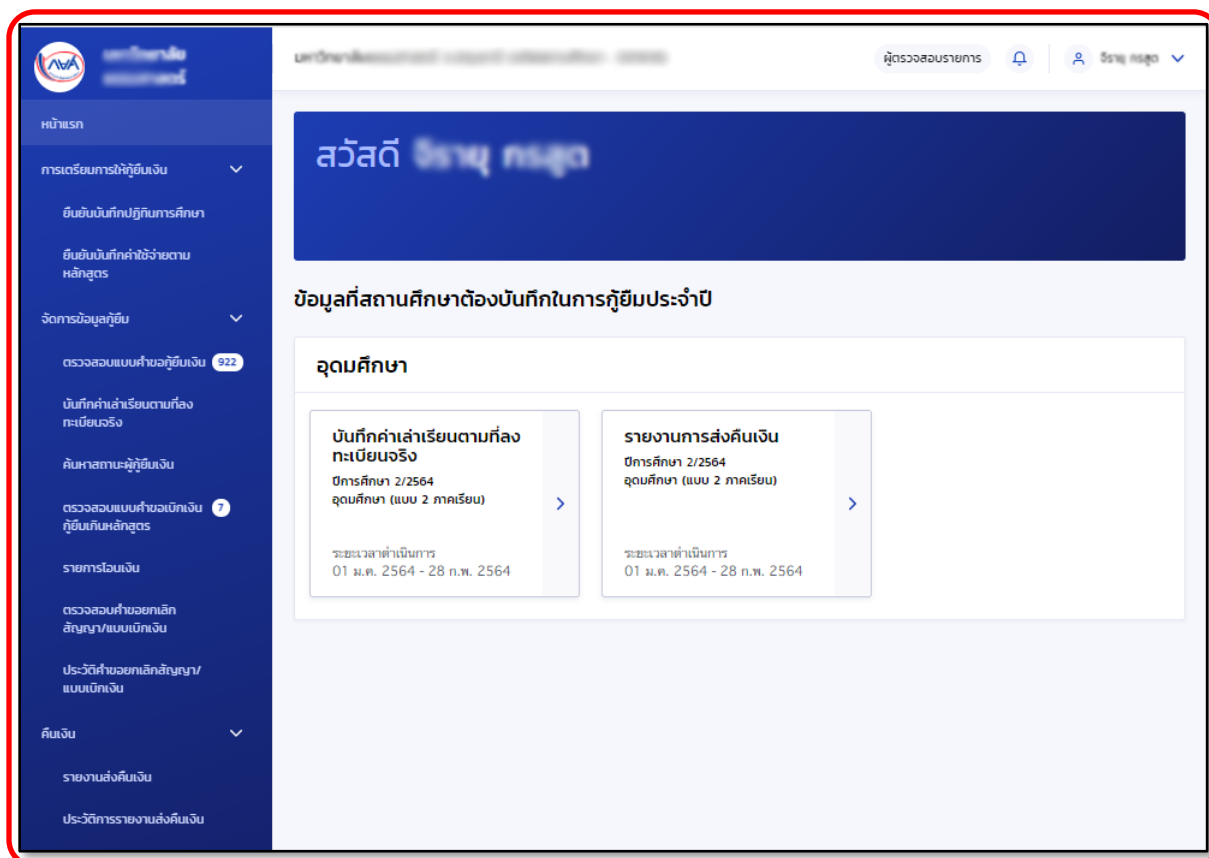 หน้าแรก
การเตรียมการให้กู้ยืมเงิน
ยืนยันบันทึกปฏิทินการศึกษา
ยืนยันบันทึกค่าใช้จ่ายตาม
หลักสูตร
จัดการข้อมูลกู้ยืม
ตรวจสอบแบบคำขอกู้ยืมเงิน 922
บันทึกค่าเล่าเรียนตามที่ลง
ทะเบียนจริง
ค้นหาสถานะผู้กู้ยืมเงิน
ตรวจสอบแบบคำขอเบิกเงิน 7
กู้ยืมเกินหลักสูตร
รายการโอนเงิน
ตรวจสอบคำขอยกเลิก
สัญญา/แบบเบิกเงิน
ประวัติคำขอยกเลิกสัญญา/
แบบเบิกเงิน
คืนเงิน
รายงานส่งคืนเงิน
ประวัติการรายงานส่งคืนเงิน
ผู้ตรวจสอบรายการ
สวัสดี
ข้อมูลที่สถานศึกษาต้องบันทึกในการกู้ยืมประจำปี
อุดมศึกษา
บันทึกค่าเล่าเรียนตามที่ลง
ทะเบียนจริง
ปีการศึกษา 2/2564
อุดมศึกษา (แบบ 2 ภาคเรียน)
ระยะเวลาดำเนินการ
01 ม.ค. 2564 - 28 ก.พ. 2564
รายงานการส่งคืนเงิน
ปีการศึกษา 2/2564
อุดมศึกษา (แบบ 2 ภาคเรียน)
ระยะเวลาดำเนินการ
01 ม.ค. 2564 - 28 ก.พ. 2564